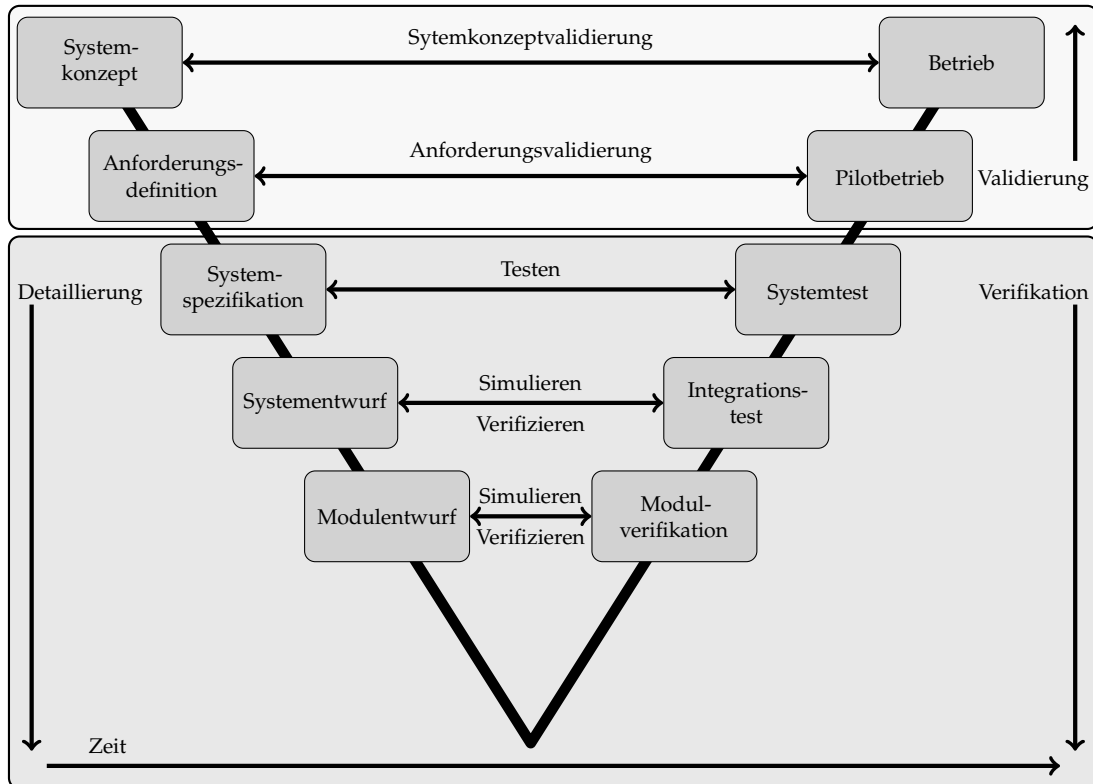 System-
konzept
Sytemkonzeptvalidierung
Betrieb
Anforderungs-
definition
Anforderungsvalidierung
Pilotbetrieb
Validierung
Detaillierung
System-
spezifikation
Testen
Systemtest
Verifikation
Systementwurf
Simulieren
Verifizieren
Integrations-
test
Modulentwurf
Simulieren
Verifizieren
Modul-
verifikation
Zeit